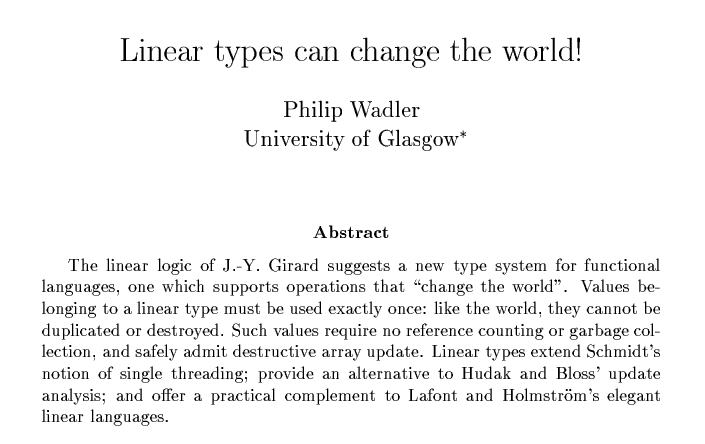 Linear types can change the world!
Philip Wadler
University of Glasgow*
Abstract
The linear logic of J.-Y. Girard suggests a new type system for functional
languages, one which supports operations that “change the world”. Values be-
longing to a linear type must be used exactly once: like the world, they cannot be
duplicated or destroyed. Such values require no reference counting or garbage col-
lection, and safely admit destructive array update. Linear types extend Schmidt’s
notion of single threading; provide an alternative to Hudak and Bloss’ update
analysis; and offer a practical complement to Lafont and Holmström’s elegant
linear languages.